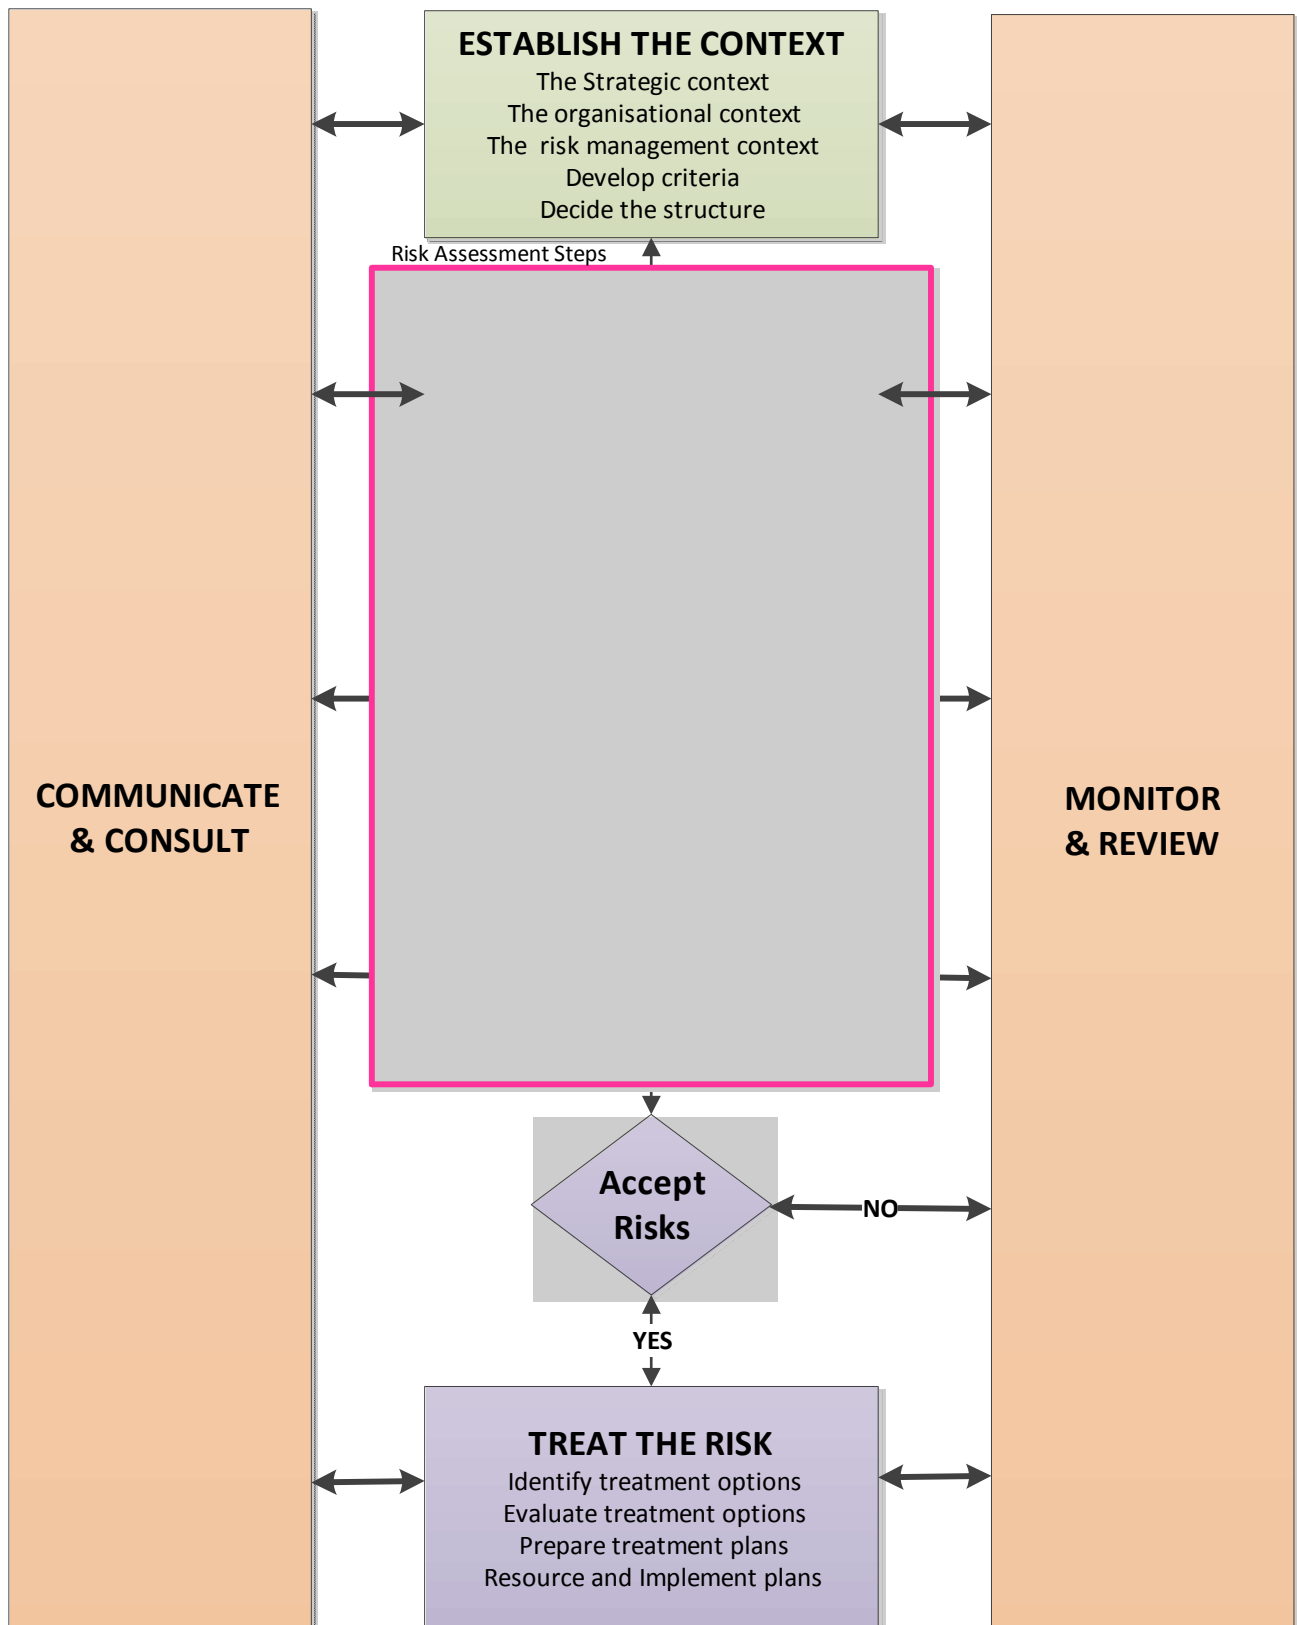 ESTABLISH THE CONTEXT
The Strategic context
The organisational context
The  risk management context
Develop criteria
Decide the structure
Risk Assessment Steps
COMMUNICATE
& CONSULT
MONITOR
& REVIEW
Accept
Risks
NO
YES
TREAT THE RISK
Identify treatment options
Evaluate treatment options
Prepare treatment plans
Resource and Implement plans